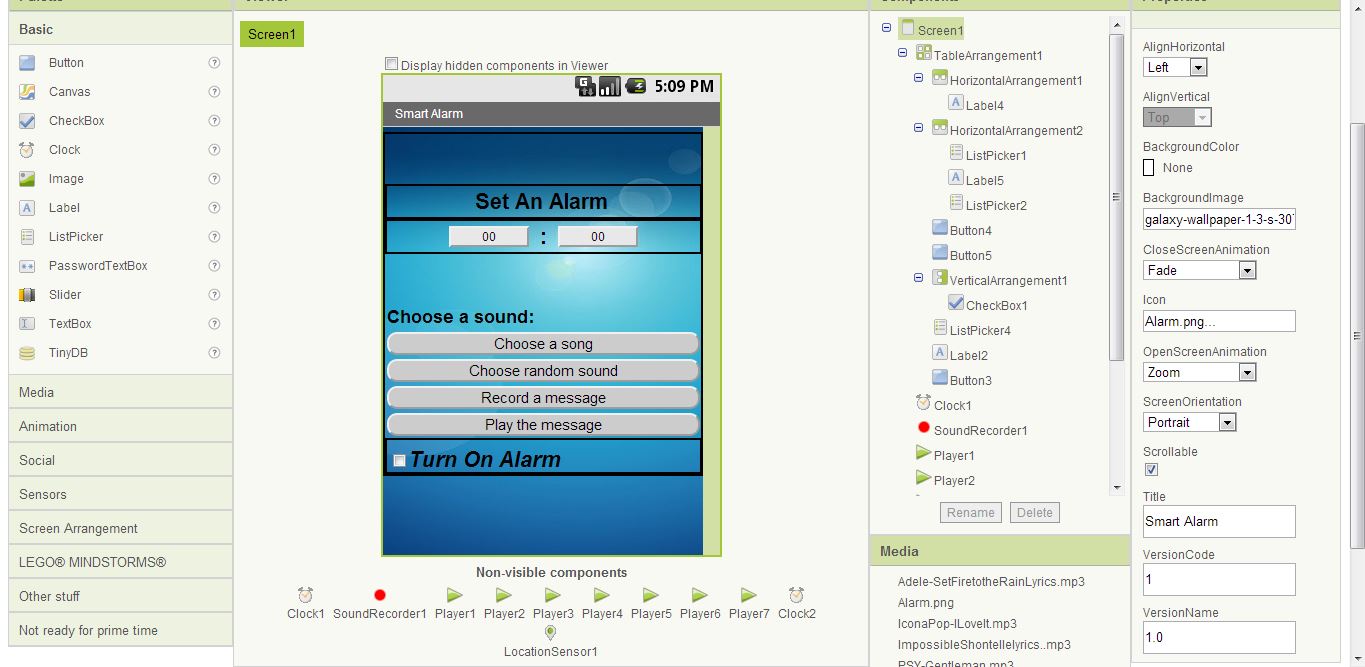 Palette
Basic
Button
Canvas
CheckBox
Clock
Image
Label
ListPicker
PasswordTextBox
Slider
TextBox
TinyDB
Media
Animation
Social
Sensors
Screen Arrangement
LEGO® MINDSTORMS®
Other stuff
Not ready for prime time
Viewer
Screen1
Display hidden components in Viewer
5:09 PM
Smart Alarm
Set An Alarm
00 : 00
Choose a sound:
Choose a song
Choose random sound
Record a message
Play the message
Turn On Alarm
Non-visible components
Clock1 SoundRecorder1 Player1 Player2 Player3 Player4 Player5 Player6 Player7 Clock2
LocationSensor1
Components
Screen1
TableArrangement1
HorizontalArrangement1
Label4
HorizontalArrangement2
ListPicker1
Label5
ListPicker2
Button4
Button5
VerticalArrangement1
CheckBox1
ListPicker4
Label2
Button3
Clock1
SoundRecorder1
Player1
Player2
Rename Delete
Media
Adele-SetFiretotheRainLyrics.mp3
Alarm.png
IconaPop-ILoveIt.mp3
ImpossibleShontellelyrics..mp3
PSY-Gentleman.mp3
Properties
AlignHorizontal
Left
AlignVertical
Top
BackgroundColor
None
BackgroundImage
galaxy-wallpaper-1-3-s-30
CloseScreenAnimation
Fade
Icon
Alarm.png...
OpenScreenAnimation
Zoom
ScreenOrientation
Portrait
Scrollable
Title
Smart Alarm
VersionCode
1
VersionName
1.0